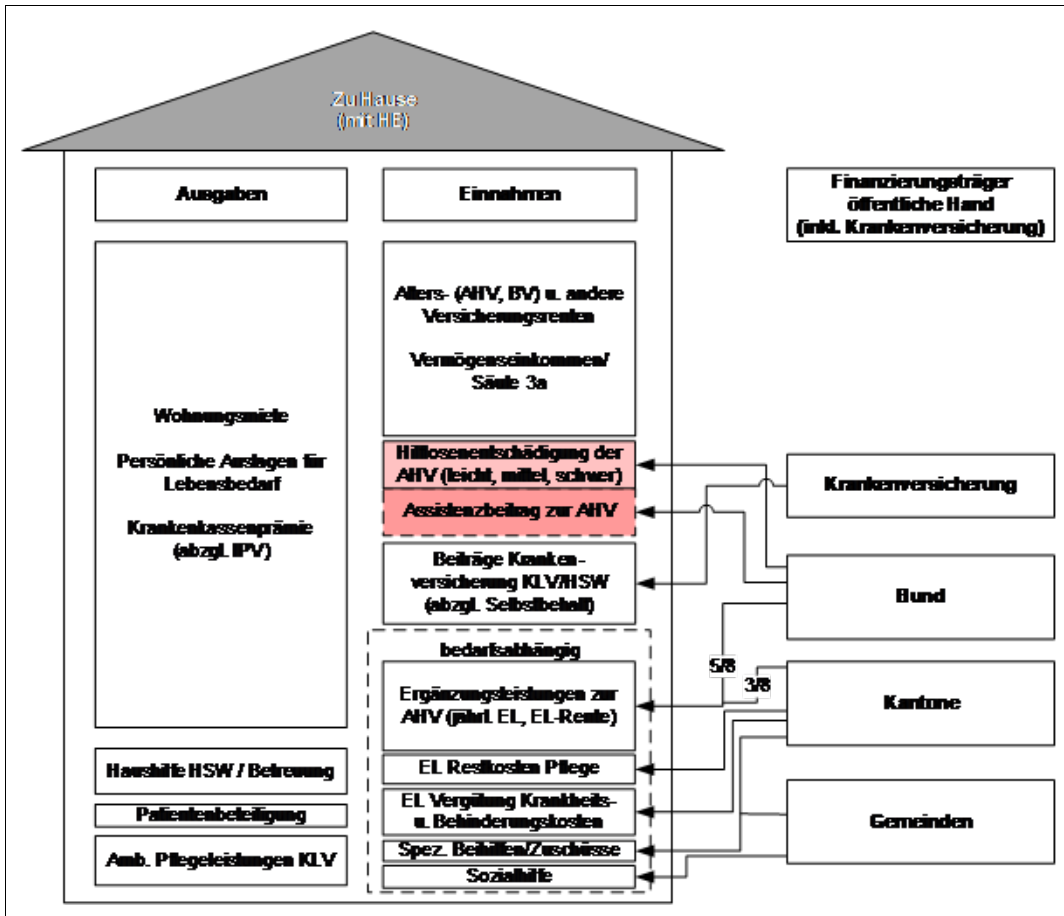 Zu Hause
(mit HE)
Ausgaben
Einnahmen
Finanzierungsträger
öffentliche Hand
(inkl. Krankenversicherung)
Wohnungsmiete
Persönliche Auslagen für
Lebensbedarf
Krankenkassenprämie
(abzgl. IPV)
Haushilfe HSW / Betreuung
Patientenbeteiligung
Amb. Pflegeleistungen KLV
Alters- (AHV, BV) u. andere
Versicherungsrenten
Vermögenseinkommen/
Säule 3a
Hilflosenentschädigung der
AHV (leicht, mittel, schwer)
Assistenzbeitrag zur AHV
Beiträge Kranken-
versicherung KLV/HSW
(abzgl. Selbstbehalt)
bedarfsabhängig
Ergänzungsleistungen zur
AHV (jährl. EL, EL-Rente)
EL Restkosten Pflege
EL Vergütung Krankheits-
u. Behinderungskosten
Spez. Beihilfen/Zuschüsse
Sozialhilfe
5/8
3/8
Krankenversicherung
Bund
Kantone
Gemeinden